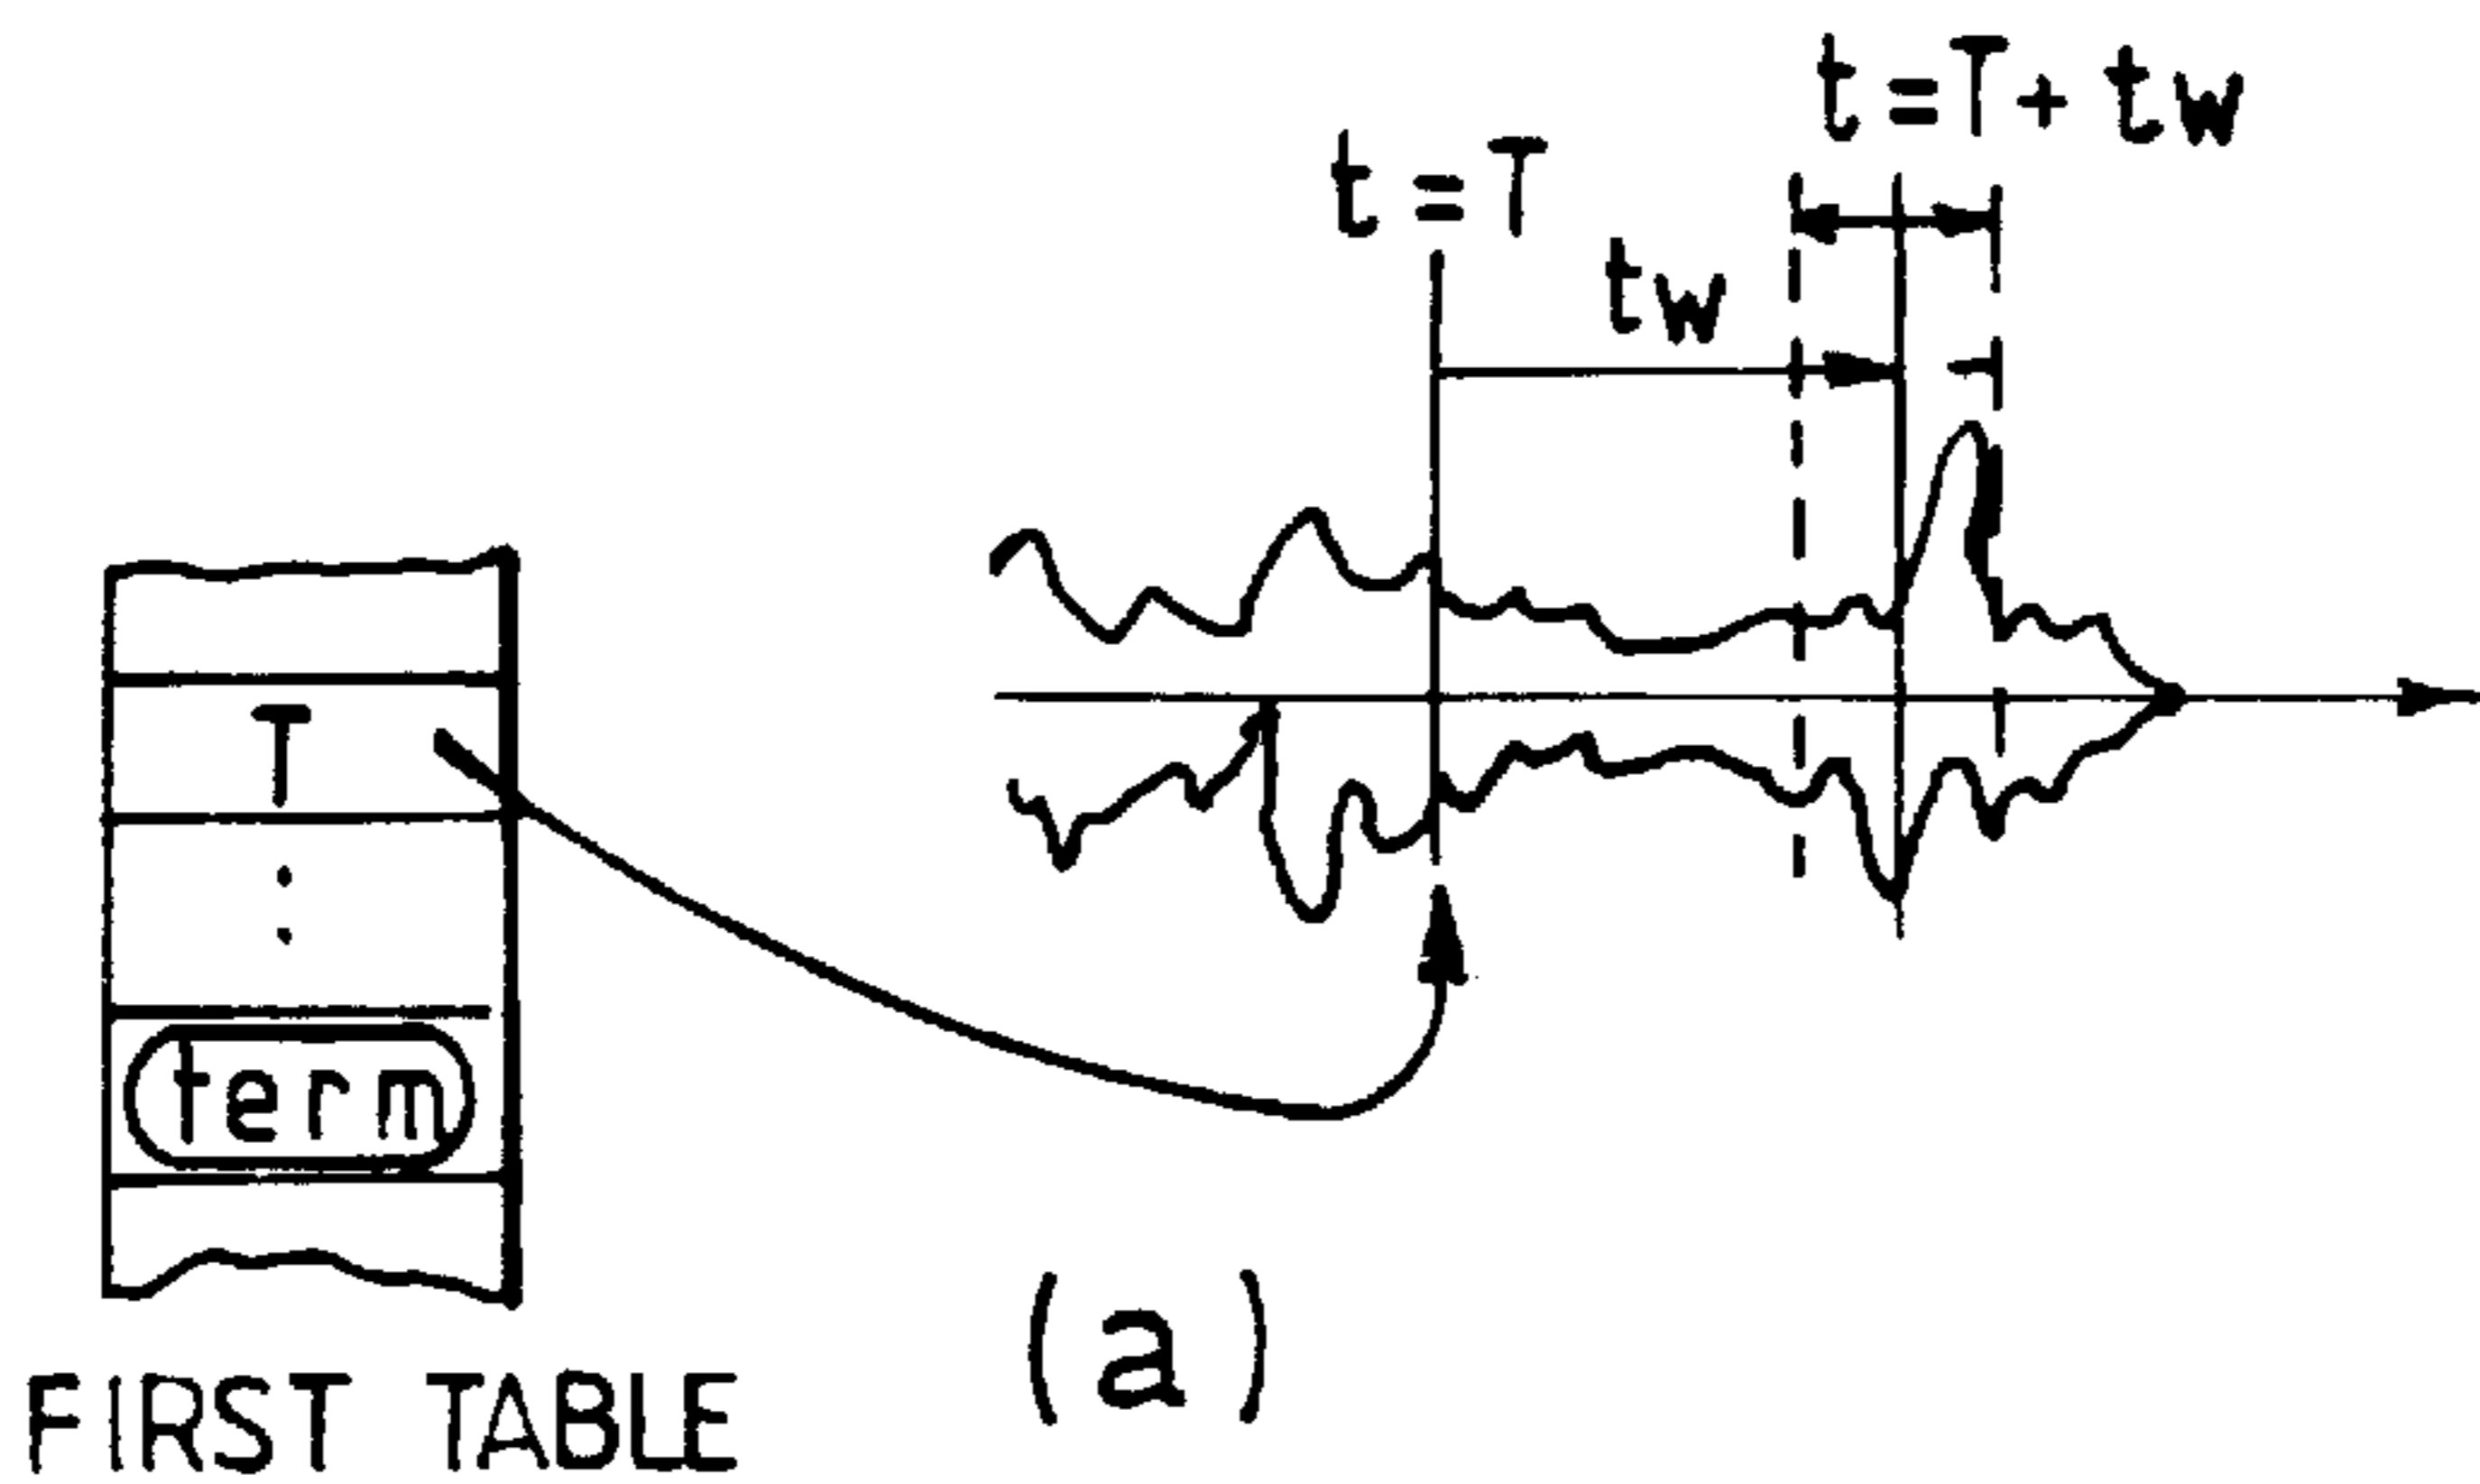 t = T + tw
t = T
tw
T
:
term
(a)
FIRST TABLE